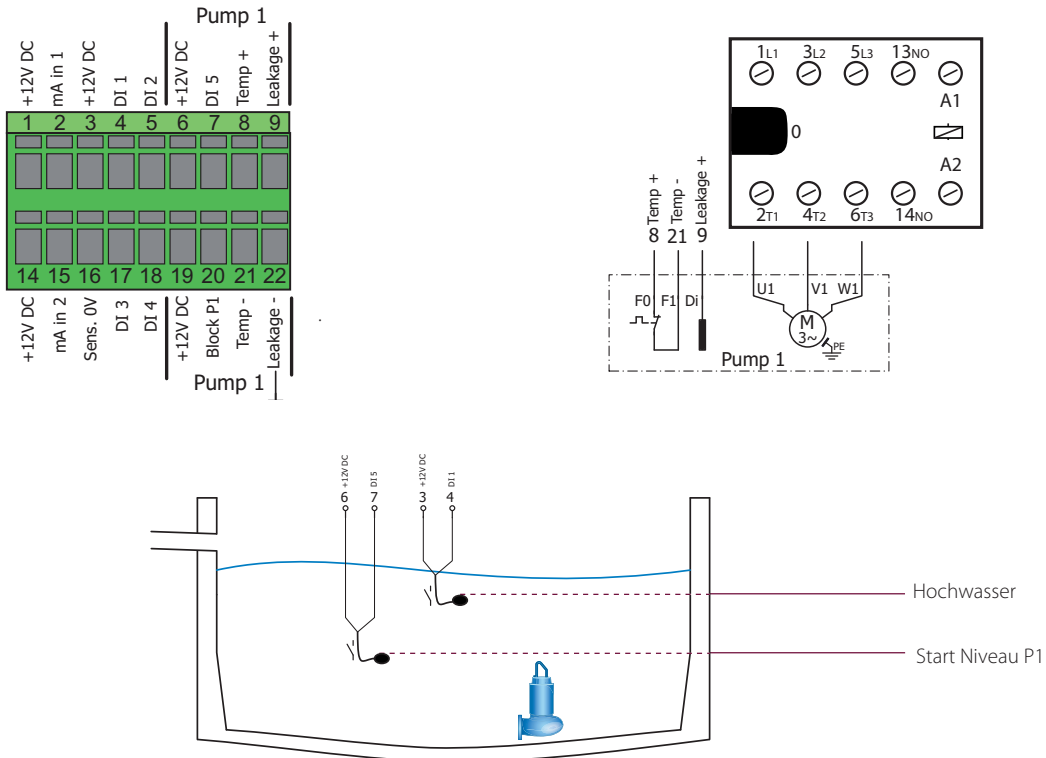 Pump 1
+12V DC
mA in 1
+12V DC
DI 1
DI 2
+12V DC
DI 5
Temp +
Leakage +
1 2 3 4 5 6 7 8 9
14 15 16 17 18 19 20 21 22
+12V DC
mA in 2
Sens. 0V
DI 3
DI 4
+12V DC
Block P1
Temp -
Leakage -
Pump 1
1L1 3L2 5L3 13NO
A1
0
A2
2T1 4T2 6T3 14NO
Temp +
Temp -
Leakage +
8 21 9
U1 V1 W1
F0 F1 Di
M
3~
PE
Pump 1
+12V DC
DI 5
+12V DC
DI 1
6 7 3 4
Hochwasser
Start Niveau P1